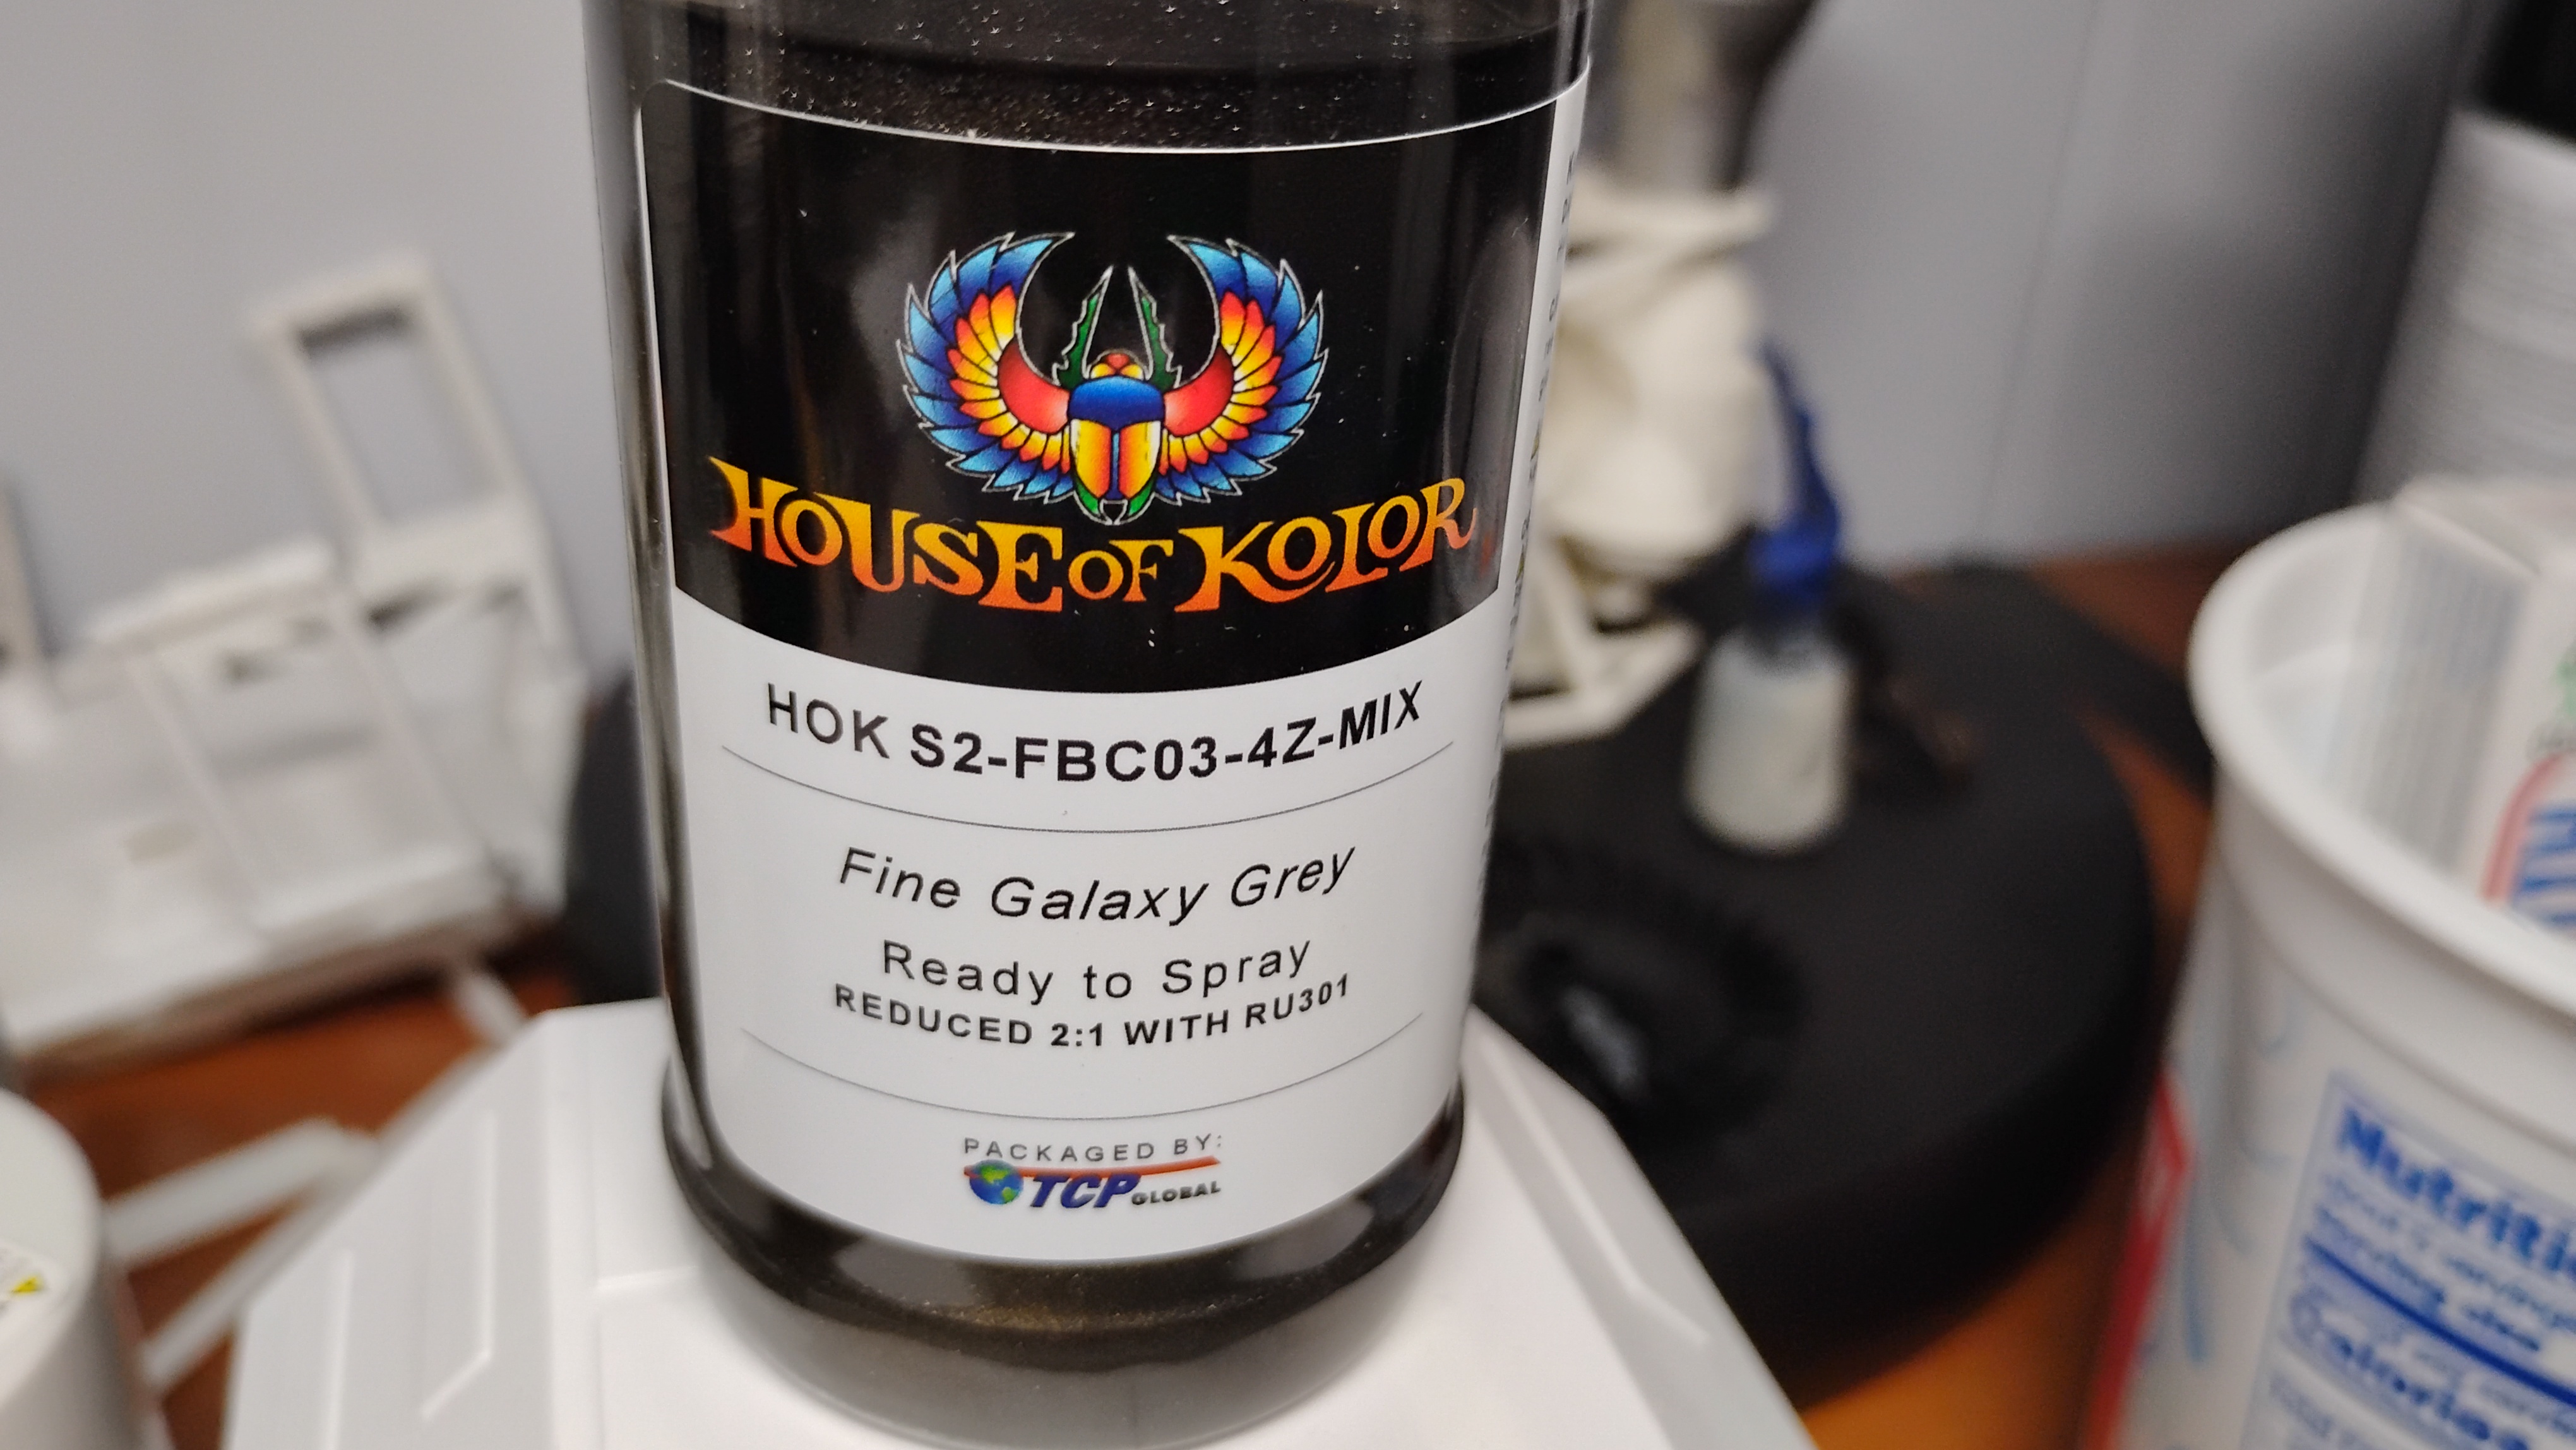 HOUSE OF KOLOR
HOK S2-FBC03-4Z-MIX
Fine Galaxy Grey
Ready to Spray
REDUCED 2:1 WITH RU301
PACKAGED BY:
TCP GLOBAL